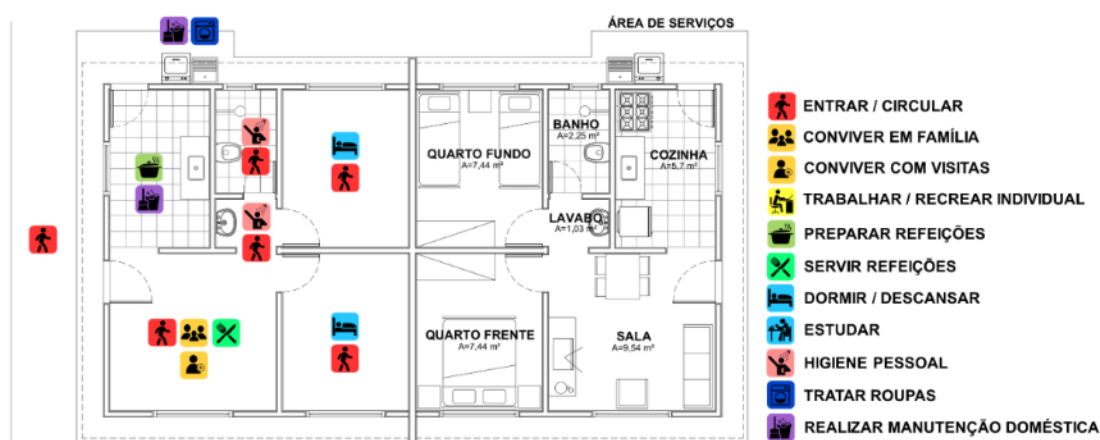 ÁREA DE SERVIÇOS
QUARTO FUNDO
A=7,44 m²
BANHO
A=2,25 m²
COZINHA
A=5,7 m²
LAVABO
A=1,03 m²
QUARTO FRENTE
A=7,44 m²
SALA
A=9,54 m²
ENTRAR / CIRCULAR
CONVIVER EM FAMÍLIA
CONVIVER COM VISITAS
TRABALHAR / RECREAR INDIVIDUAL
PREPARAR REFEIÇÕES
SERVIR REFEIÇÕES
DORMIR / DESCANSAR
ESTUDAR
HIGIENE PESSOAL
TRATAR ROUPAS
REALIZAR MANUTENÇÃO DOMÉSTICA